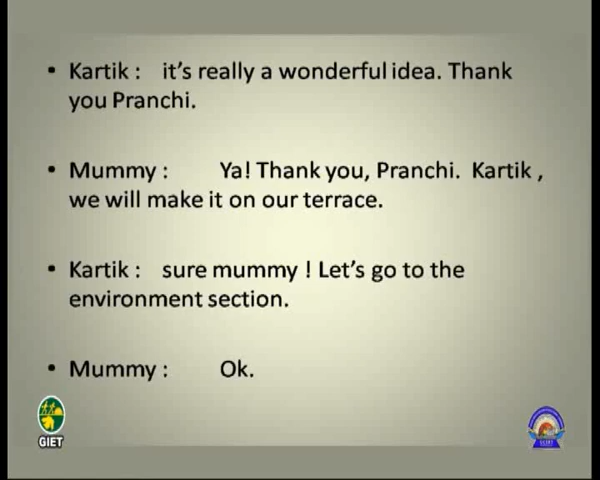 • Kartik : it's really a wonderful idea. Thank
you Pranchi.
• Mummy : Ya! Thank you, Pranchi. Kartik ,
we will make it on our terrace.
• Kartik : sure mummy ! Let's go to the
environment section.
• Mummy : Ok.
GIET